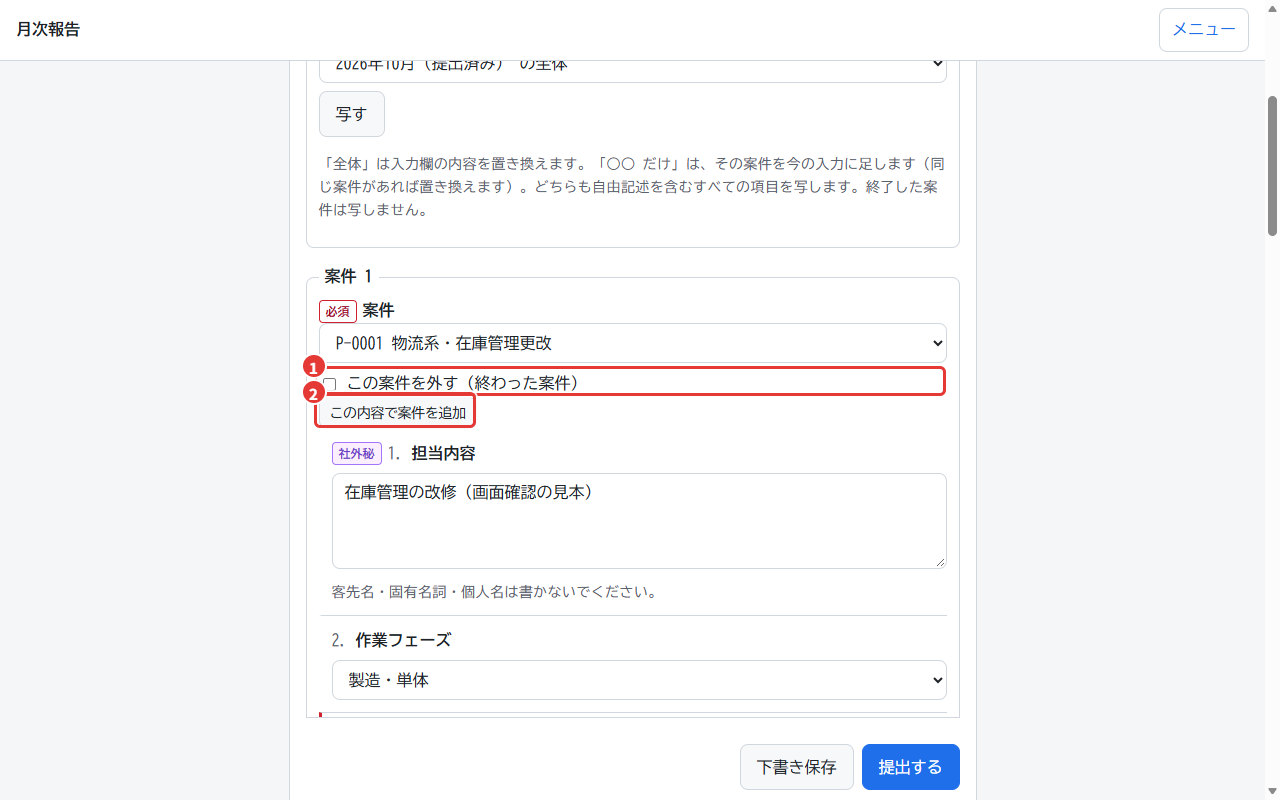 月次報告
メニュー
2026年10月（提出済み） の全体
写す
「全体」は入力欄の内容を置き換えます。「〇〇 だけ」は、その案件を今の入力に足します（同
じ案件があれば置き換えます）。どちらも自由記述を含むすべての項目を写します。終了した案
件は写しません。
案件 1
必須 案件
P-0001 物流系・在庫管理更改
1
この案件を外す（終わった案件）
2
この内容で案件を追加
社外秘 1. 担当内容
在庫管理の改修（画面確認の見本）
客先名・固有名詞・個人名は書かないでください。
2. 作業フェーズ
製造・単体
下書き保存
提出する